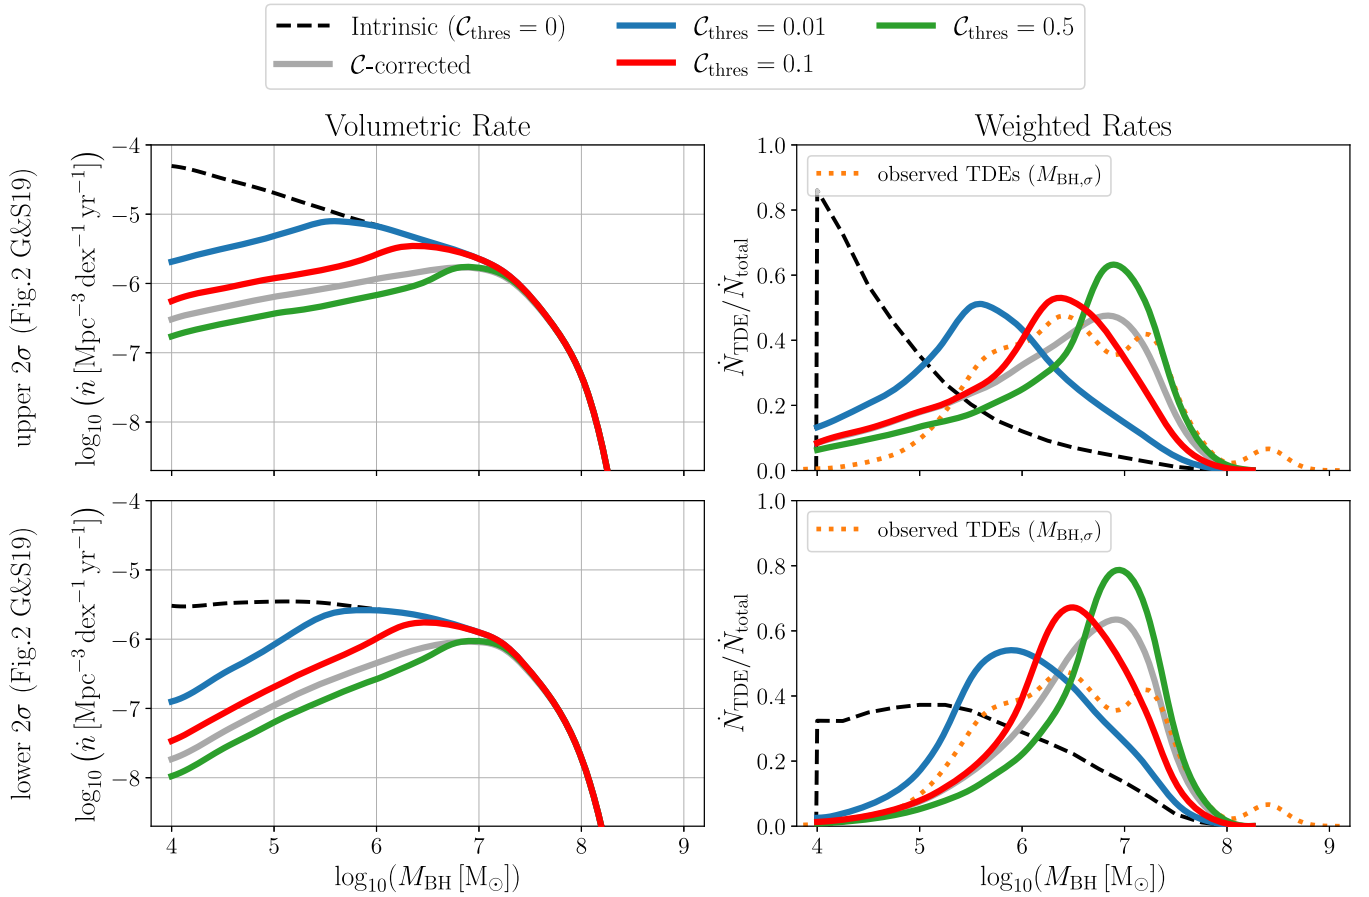 Intrinsic (𝒞thres = 0)
𝒞-corrected
𝒞thres = 0.01
𝒞thres = 0.1
𝒞thres = 0.5
Volumetric Rate
Weighted Rates
upper 2σ (Fig.2 G&S19)
log10(ṅ [Mpc−3 dex−1 yr−1])
−4
−5
−6
−7
−8
ṄTDE/Ṅtotal
1.0
0.8
0.6
0.4
0.2
0.0
observed TDEs (MBH,σ)
lower 2σ (Fig.2 G&S19)
log10(ṅ [Mpc−3 dex−1 yr−1])
−4
−5
−6
−7
−8
4 5 6 7 8 9
log10(MBH [M⊙])
ṄTDE/Ṅtotal
1.0
0.8
0.6
0.4
0.2
0.0
observed TDEs (MBH,σ)
4 5 6 7 8 9
log10(MBH [M⊙])